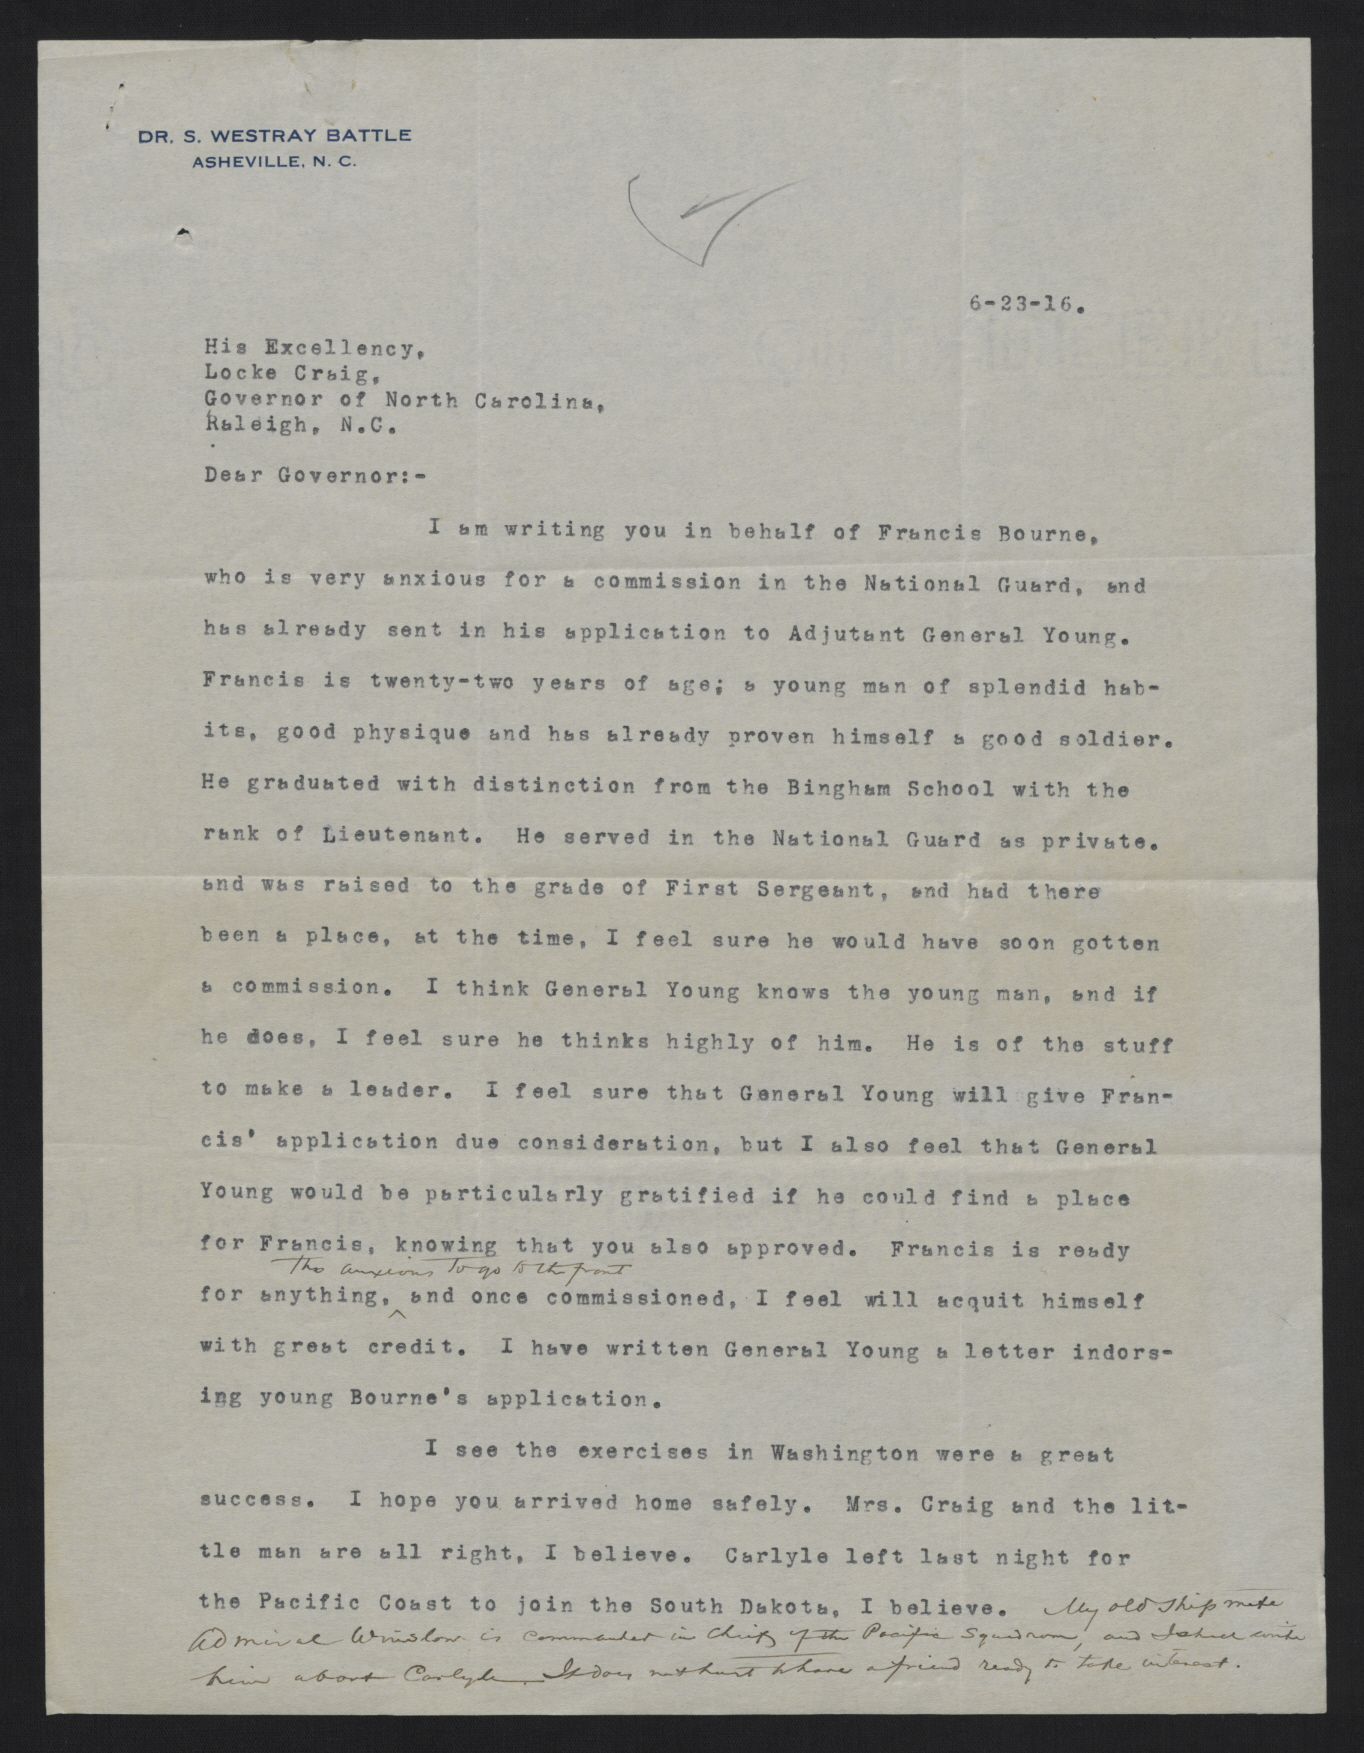 DR. S. WESTRAY BATTLE
ASHEVILLE, N. C.
6-23-16.
His Excellency,
Locke Craig,
Governor of North Carolina,
Raleigh, N.C.
Dear Governor:-
I am writing you in behalf of Francis Bourne,
who is very anxious for a commission in the National Guard, and
has already sent in his application to Adjutant General Young.
Francis is twenty-two years of age; a young man of splendid hab-
its, good physique and has already proven himself a good soldier.
He graduated with distinction from the Bingham School with the
rank of Lieutenant. He served in the National Guard as private.
and was raised to the grade of First Sergeant, and had there
been a place, at the time, I feel sure he would have soon gotten
a commission. I think General Young knows the young man, and if
he does, I feel sure he thinks highly of him. He is of the stuff
to make a leader. I feel sure that General Young will give Fran-
cis' application due consideration, but I also feel that General
Young would be particularly gratified if he could find a place
for Francis, knowing that you also approved. Francis is ready
Tho anxious to go to the front
for anything, ^ and once commissioned, I feel will acquit himself
with great credit. I have written General Young a letter indors-
ing young Bourne's application.
I see the exercises in Washington were a great
success. I hope you arrived home safely. Mrs. Craig and the lit-
tle man are all right, I believe. Carlyle left last night for
the Pacific Coast to join the South Dakota, I believe. My old Ship mate
Admiral Winslow is commander in Chief of the Pacific Squadron, and I shall write
him about Carlyle. It does not hurt to have a friend ready to take interest.